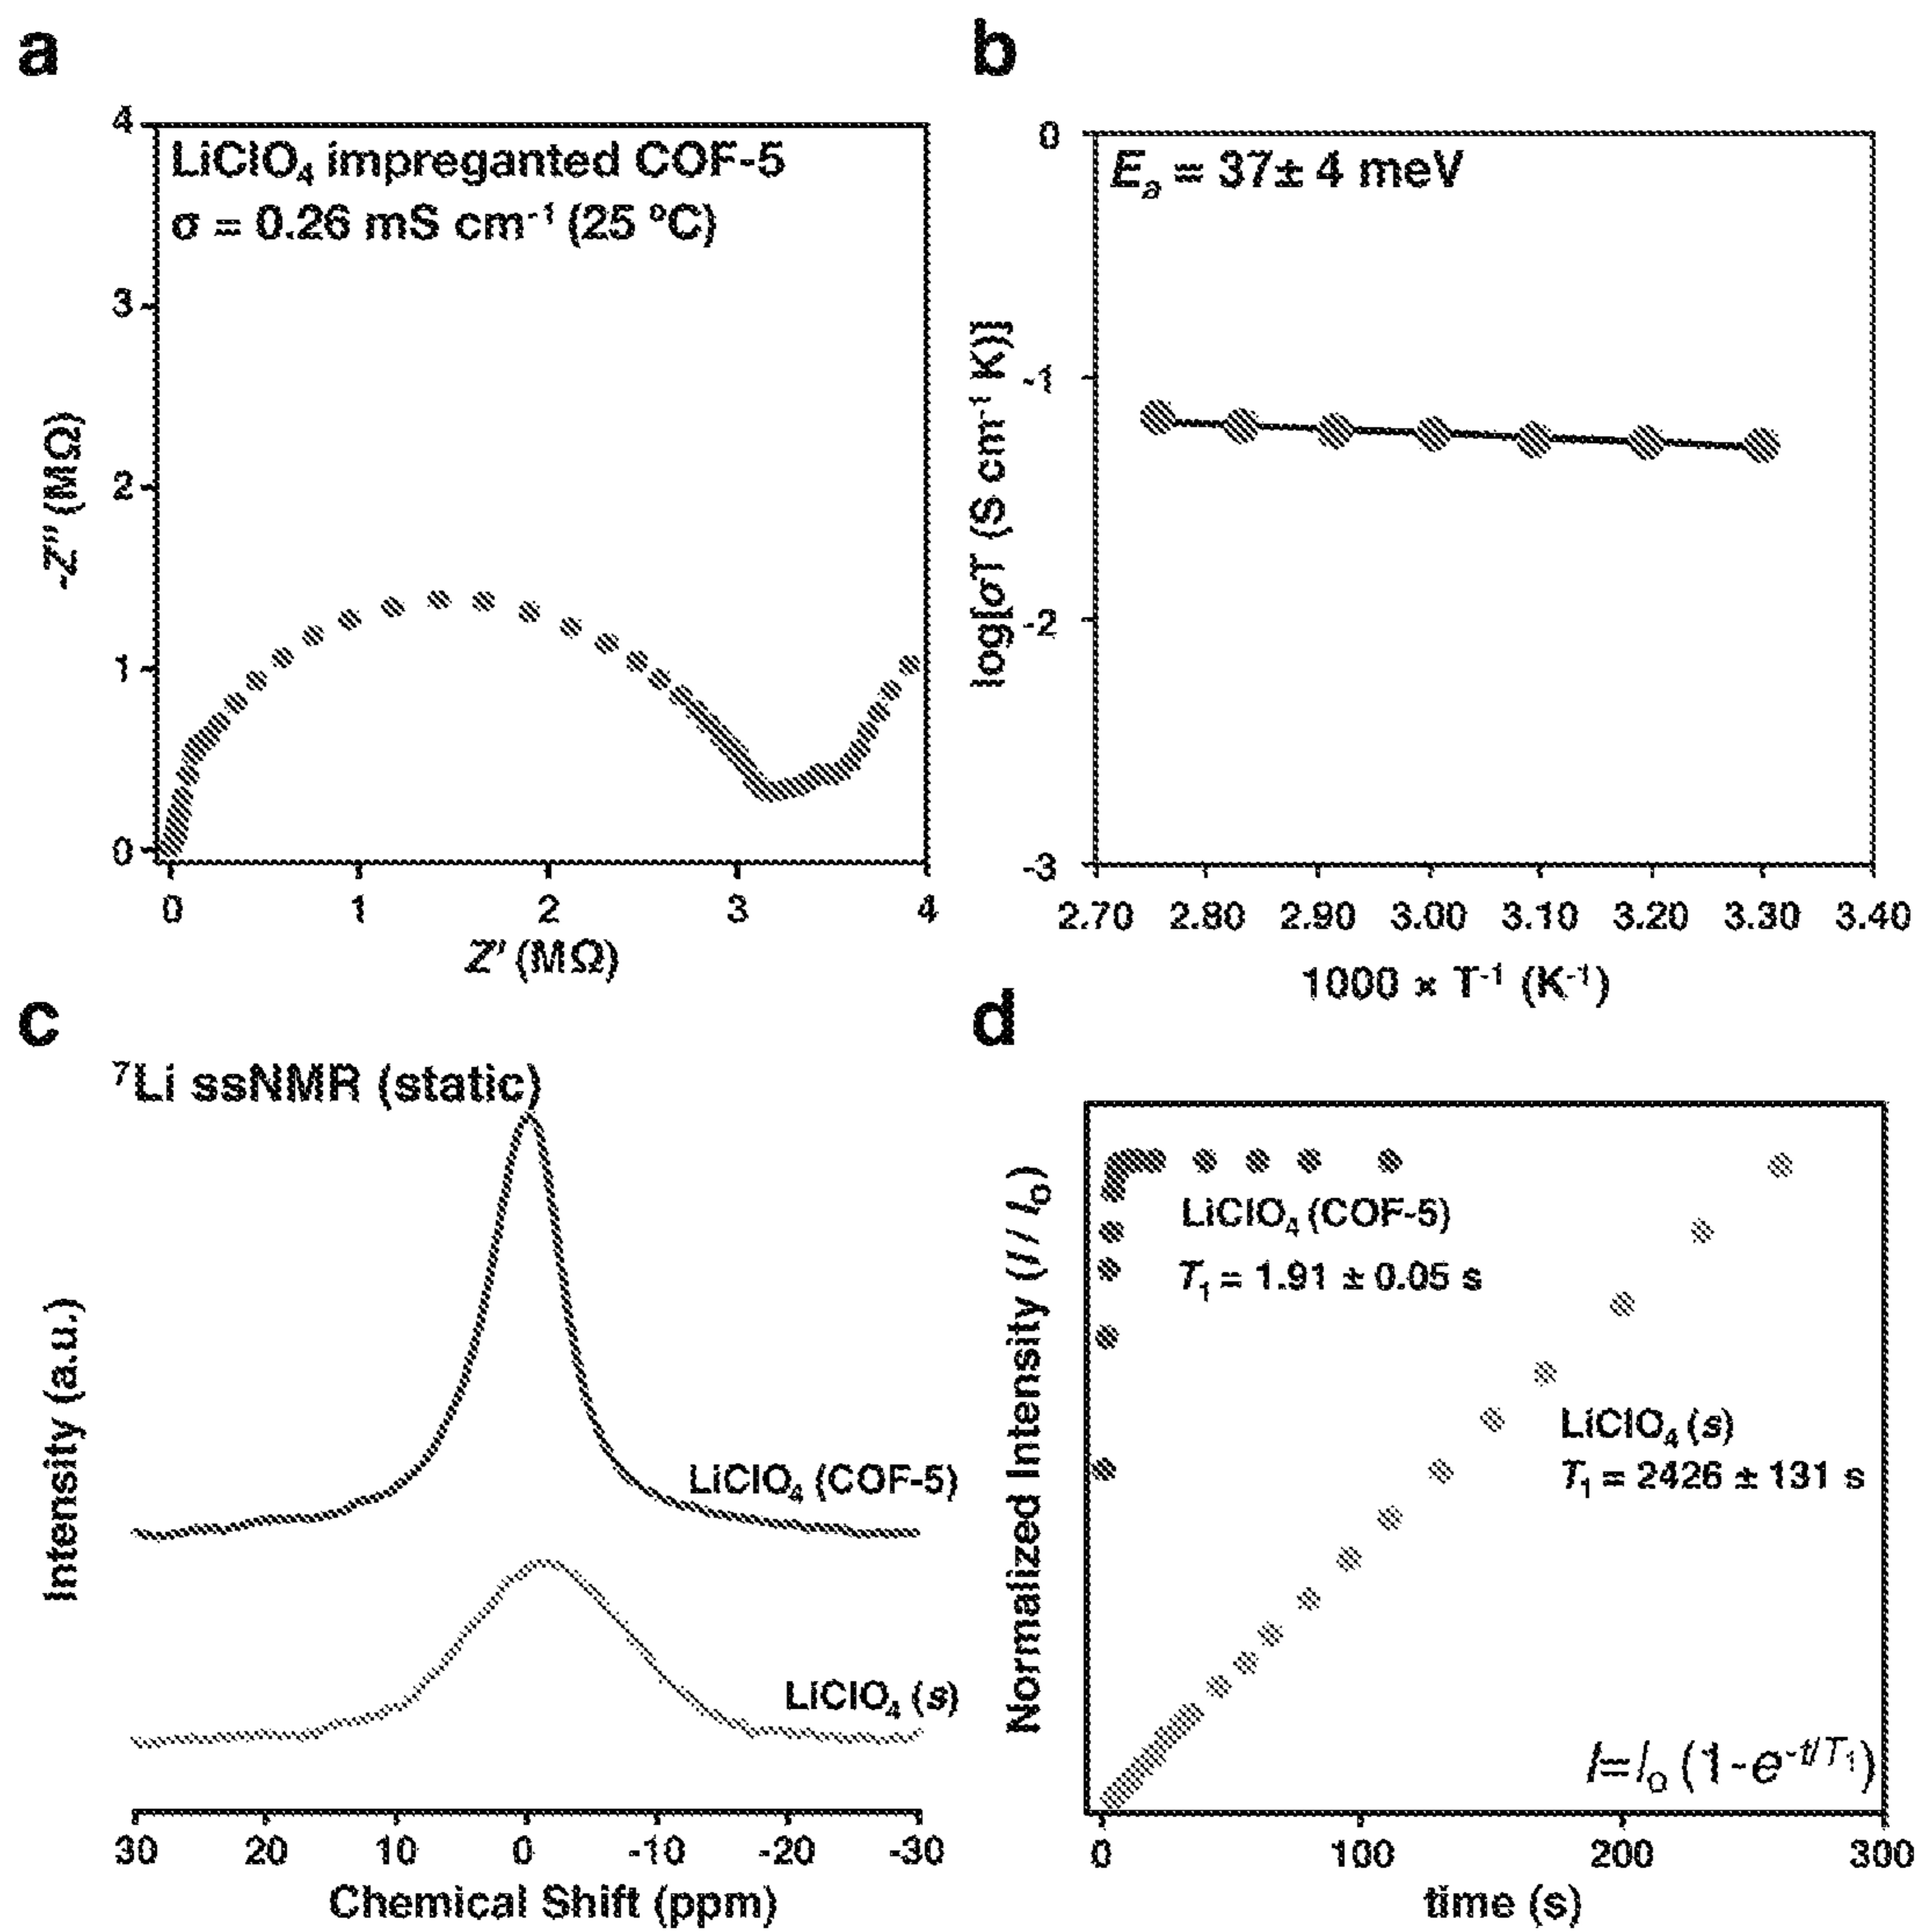 a
LiClO₄ impreganted COF-5
σ = 0.26 mS cm⁻¹ (25 ºC)
4
3
2
1
0
-Z'' (MΩ)
0 1 2 3 4
Z' (MΩ)
b
Eₐ = 37± 4 meV
0
-1
-2
-3
log[σT (S cm⁻¹ K)]
2.70 2.80 2.90 3.00 3.10 3.20 3.30 3.40
1000 × T⁻¹ (K⁻¹)
c
⁷Li ssNMR (static)
Intensity (a.u.)
LiClO₄ (COF-5)
LiClO₄ (s)
30 20 10 0 -10 -20 -30
Chemical Shift (ppm)
d
Normalized Intensity (I / I₀)
LiClO₄ (COF-5)
T₁ = 1.91 ± 0.05 s
LiClO₄ (s)
T₁ = 2426 ± 131 s
I=I₀ (1-e^-t/T₁)
0 100 200 300
time (s)